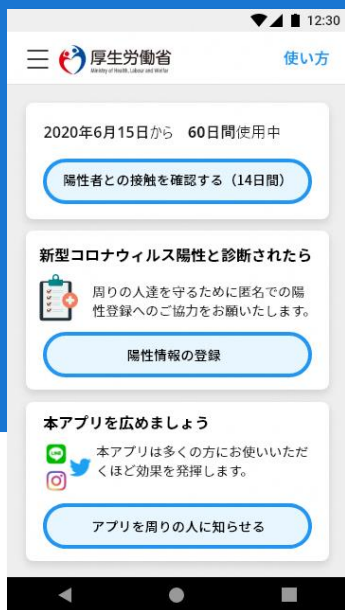 12:30
厚生労働省
Ministry of Health, Labour and Welfar
使い方
2020年6月15日から 60日間使用中
陽性者との接触を確認する（14日間）
新型コロナウィルス陽性と診断されたら
周りの人達を守るために匿名での陽
性登録へのご協力をお願いいたします。
陽性情報の登録
本アプリを広めましょう
LINE
本アプリは多くの方にお使いいただ
くほど効果を発揮します。
アプリを周りの人に知らせる